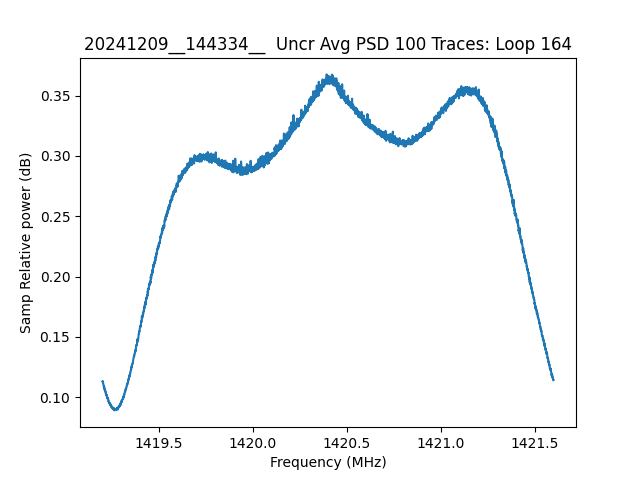 20241209__144334__ Uncr Avg PSD 100 Traces: Loop 164
Samp Relative power (dB)
0.35
0.30
0.25
0.20
0.15
0.10
1419.5 1420.0 1420.5 1421.0 1421.5
Frequency (MHz)